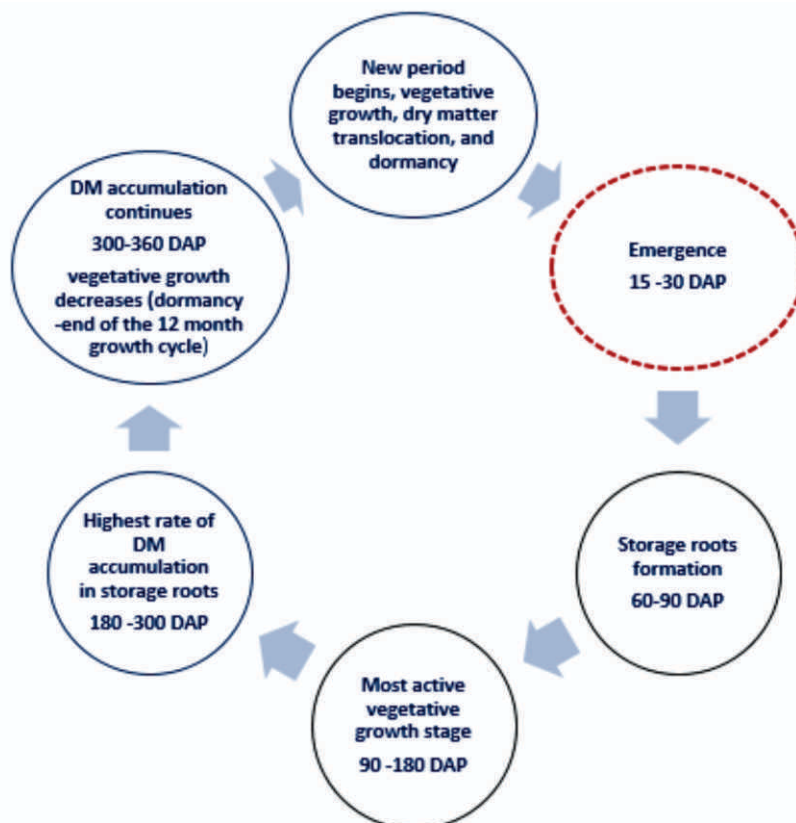 New period
begins, vegetative
growth, dry matter
translocation, and
dormancy
Emergence
15 -30 DAP
Storage roots
formation
60-90 DAP
Most active
vegetative
growth stage
90 -180 DAP
Highest rate of
DM
accumulation
in storage roots
180 -300 DAP
DM accumulation
continues
300-360 DAP
vegetative growth
decreases (dormancy
-end of the 12 month
growth cycle)